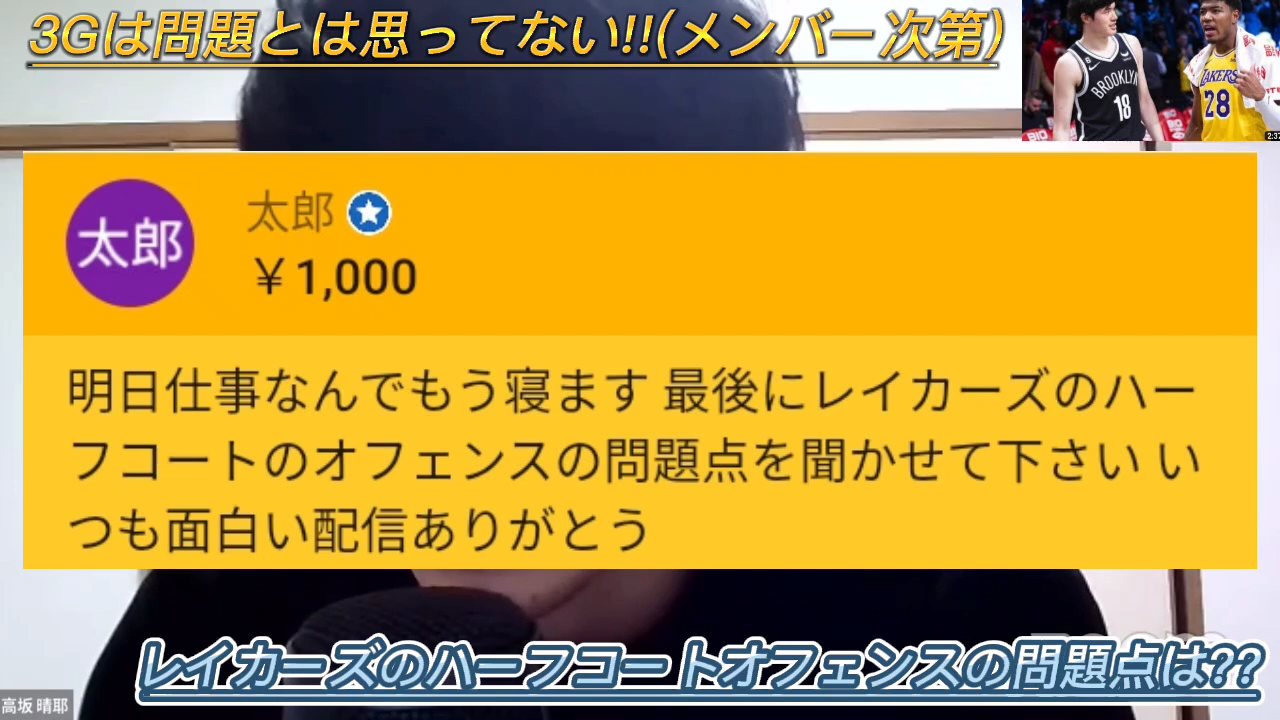 3Gは問題とは思ってない!!(メンバー次第)
BROOKLYN
18
LAKERS
28
2:37
太郎
太郎
￥1,000
明日仕事なんでもう寝ます 最後にレイカーズのハー
フコートのオフェンスの問題点を聞かせて下さい い
つも面白い配信ありがとう
レイカーズのハーフコートオフェンスの問題点は??
高坂 晴耶